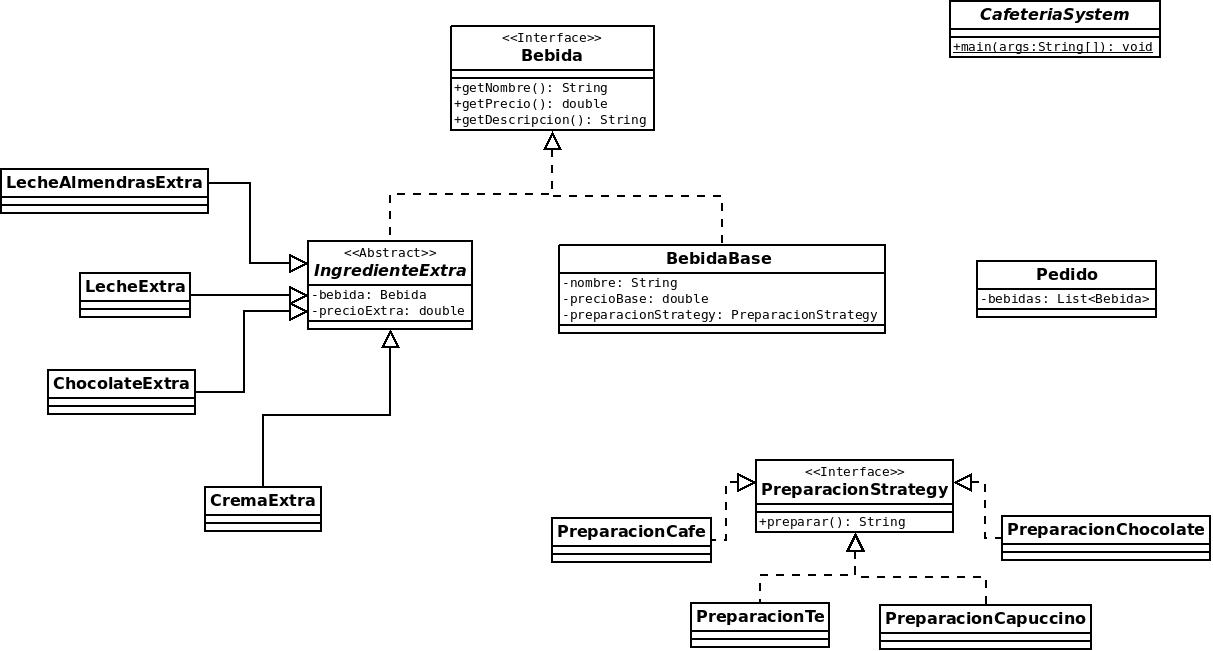 CafeteriaSystem
+main(args:String[]): void
<<Interface>>
Bebida
+getNombre(): String
+getPrecio(): double
+getDescripcion(): String
LecheAlmendrasExtra
<<Abstract>>
IngredienteExtra
-bebida: Bebida
-precioExtra: double
BebidaBase
-nombre: String
-precioBase: double
-preparacionStrategy: PreparacionStrategy
Pedido
-bebidas: List<Bebida>
LecheExtra
ChocolateExtra
CremaExtra
<<Interface>>
PreparacionStrategy
+preparar(): String
PreparacionCafe
PreparacionChocolate
PreparacionTe
PreparacionCapuccino